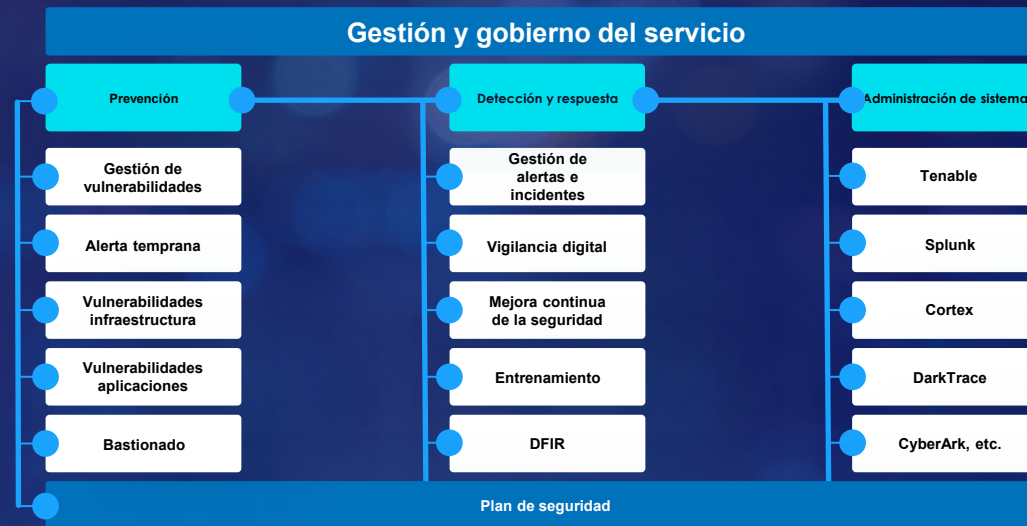 Gestión y gobierno del servicio
Prevención
Gestión de
vulnerabilidades
Alerta temprana
Vulnerabilidades
infraestructura
Vulnerabilidades
aplicaciones
Bastionado
Detección y respuesta
Gestión de
alertas e
incidentes
Vigilancia digital
Mejora continua
de la seguridad
Entrenamiento
DFIR
Administración de sistema
Tenable
Splunk
Cortex
DarkTrace
CyberArk, etc.
Plan de seguridad